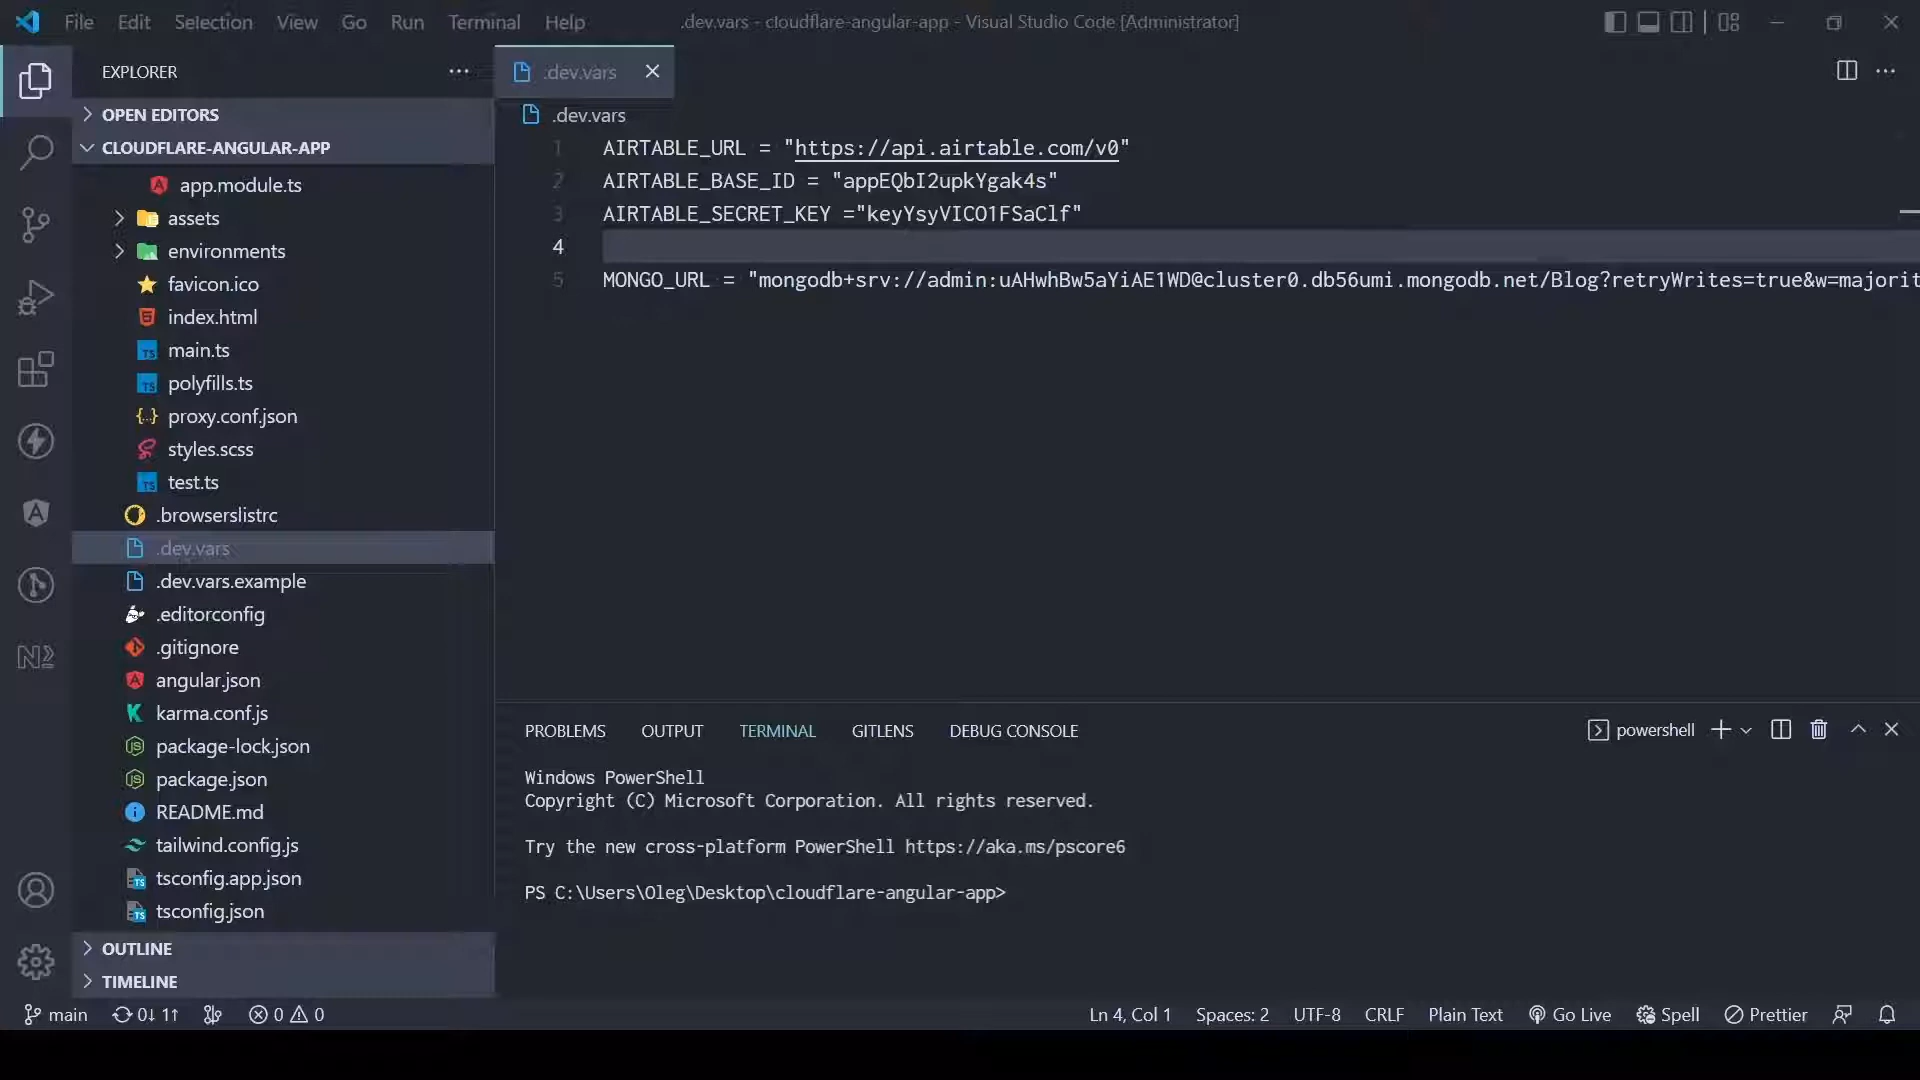 File Edit Selection View Go Run Terminal Help
.dev.vars - cloudflare-angular-app - Visual Studio Code [Administrator]
EXPLORER
OPEN EDITORS
CLOUDFLARE-ANGULAR-APP
app.module.ts
assets
environments
favicon.ico
index.html
main.ts
polyfills.ts
proxy.conf.json
styles.scss
test.ts
.browserslistrc
.dev.vars
.dev.vars.example
.editorconfig
.gitignore
angular.json
karma.conf.js
package-lock.json
package.json
README.md
tailwind.config.js
tsconfig.app.json
tsconfig.json
OUTLINE
TIMELINE
.dev.vars
.dev.vars
1 AIRTABLE_URL = "https://api.airtable.com/v0"
2 AIRTABLE_BASE_ID = "appEQbI2upkYgak4s"
3 AIRTABLE_SECRET_KEY ="keyYsyVICO1FSaClf"
4
5 MONGO_URL = "mongodb+srv://admin:uAHwhBw5aYiAE1WD@cluster0.db56umi.mongodb.net/Blog?retryWrites=true&w=majorit
PROBLEMS OUTPUT TERMINAL GITLENS DEBUG CONSOLE
powershell
Windows PowerShell
Copyright (C) Microsoft Corporation. All rights reserved.
Try the new cross-platform PowerShell https://aka.ms/pscore6
PS C:\Users\Oleg\Desktop\cloudflare-angular-app>
main 0↓ 1↑ 0 0 Ln 4, Col 1 Spaces: 2 UTF-8 CRLF Plain Text Go Live Spell Prettier